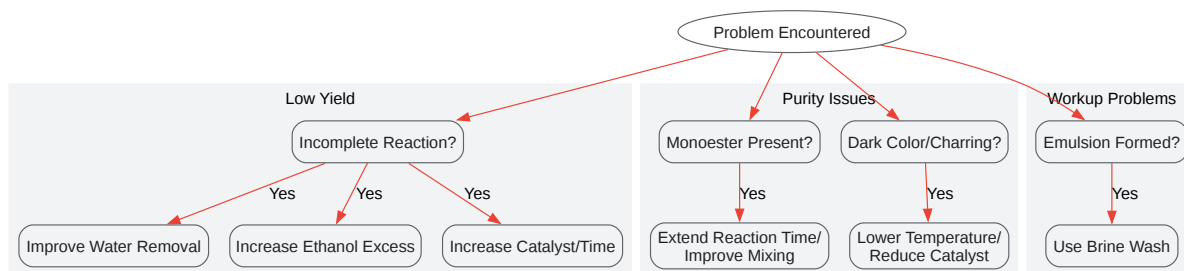 Problem Encountered
Low Yield
Purity Issues
Workup Problems
Incomplete Reaction?
Monoester Present?
Dark Color/Charring?
Emulsion Formed?
Yes
Yes
Yes
Yes
Yes
Yes
Improve Water Removal
Increase Ethanol Excess
Increase Catalyst/Time
Extend Reaction Time/
Improve Mixing
Lower Temperature/
Reduce Catalyst
Use Brine Wash